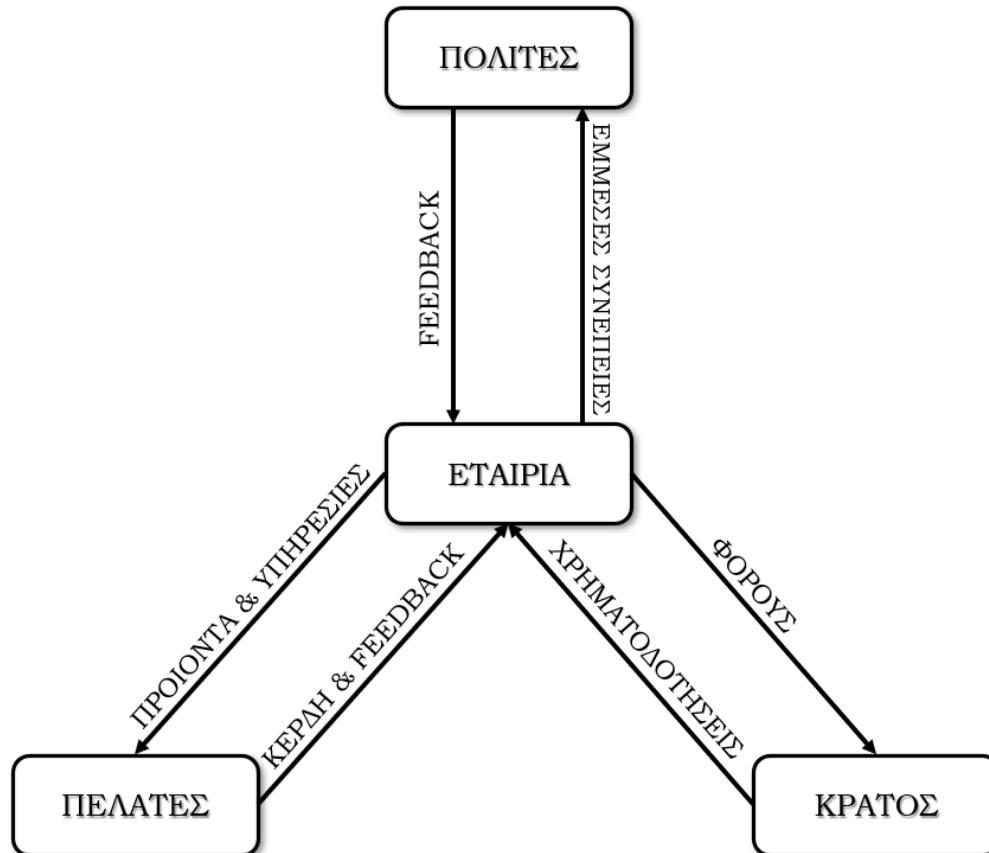 ΠΟΛΙΤΕΣ
FEEDBACK
ΕΜΜΕΣΕΣ ΣΥΝΕΠΕΙΕΣ
ΕΤΑΙΡΙΑ
ΠΡΟΙΟΝΤΑ & ΥΠΗΡΕΣΙΕΣ
ΚΕΡΔΗ & FEEDBACK
ΧΡΗΜΑΤΟΔΟΤΗΣΕΙΣ
ΦΟΡΟΥΣ
ΠΕΛΑΤΕΣ
ΚΡΑΤΟΣ